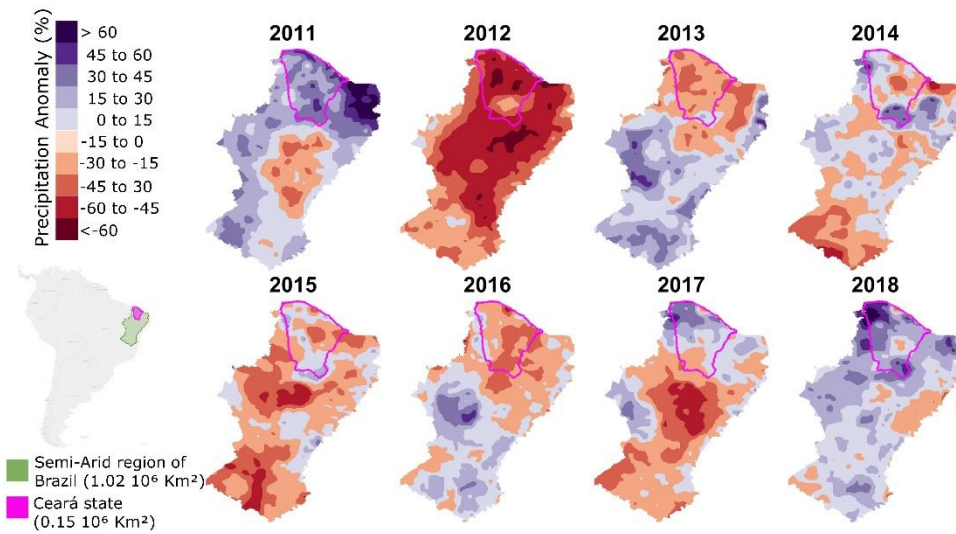 Precipitation Anomaly (%)
> 60
45 to 60
30 to 45
15 to 30
0 to 15
-15 to 0
-30 to -15
-45 to 30
-60 to -45
<-60
2011
2012
2013
2014
2015
2016
2017
2018
Semi-Arid region of
Brazil (1.02 10⁶ Km²)
Ceará state
(0.15 10⁶ Km²)